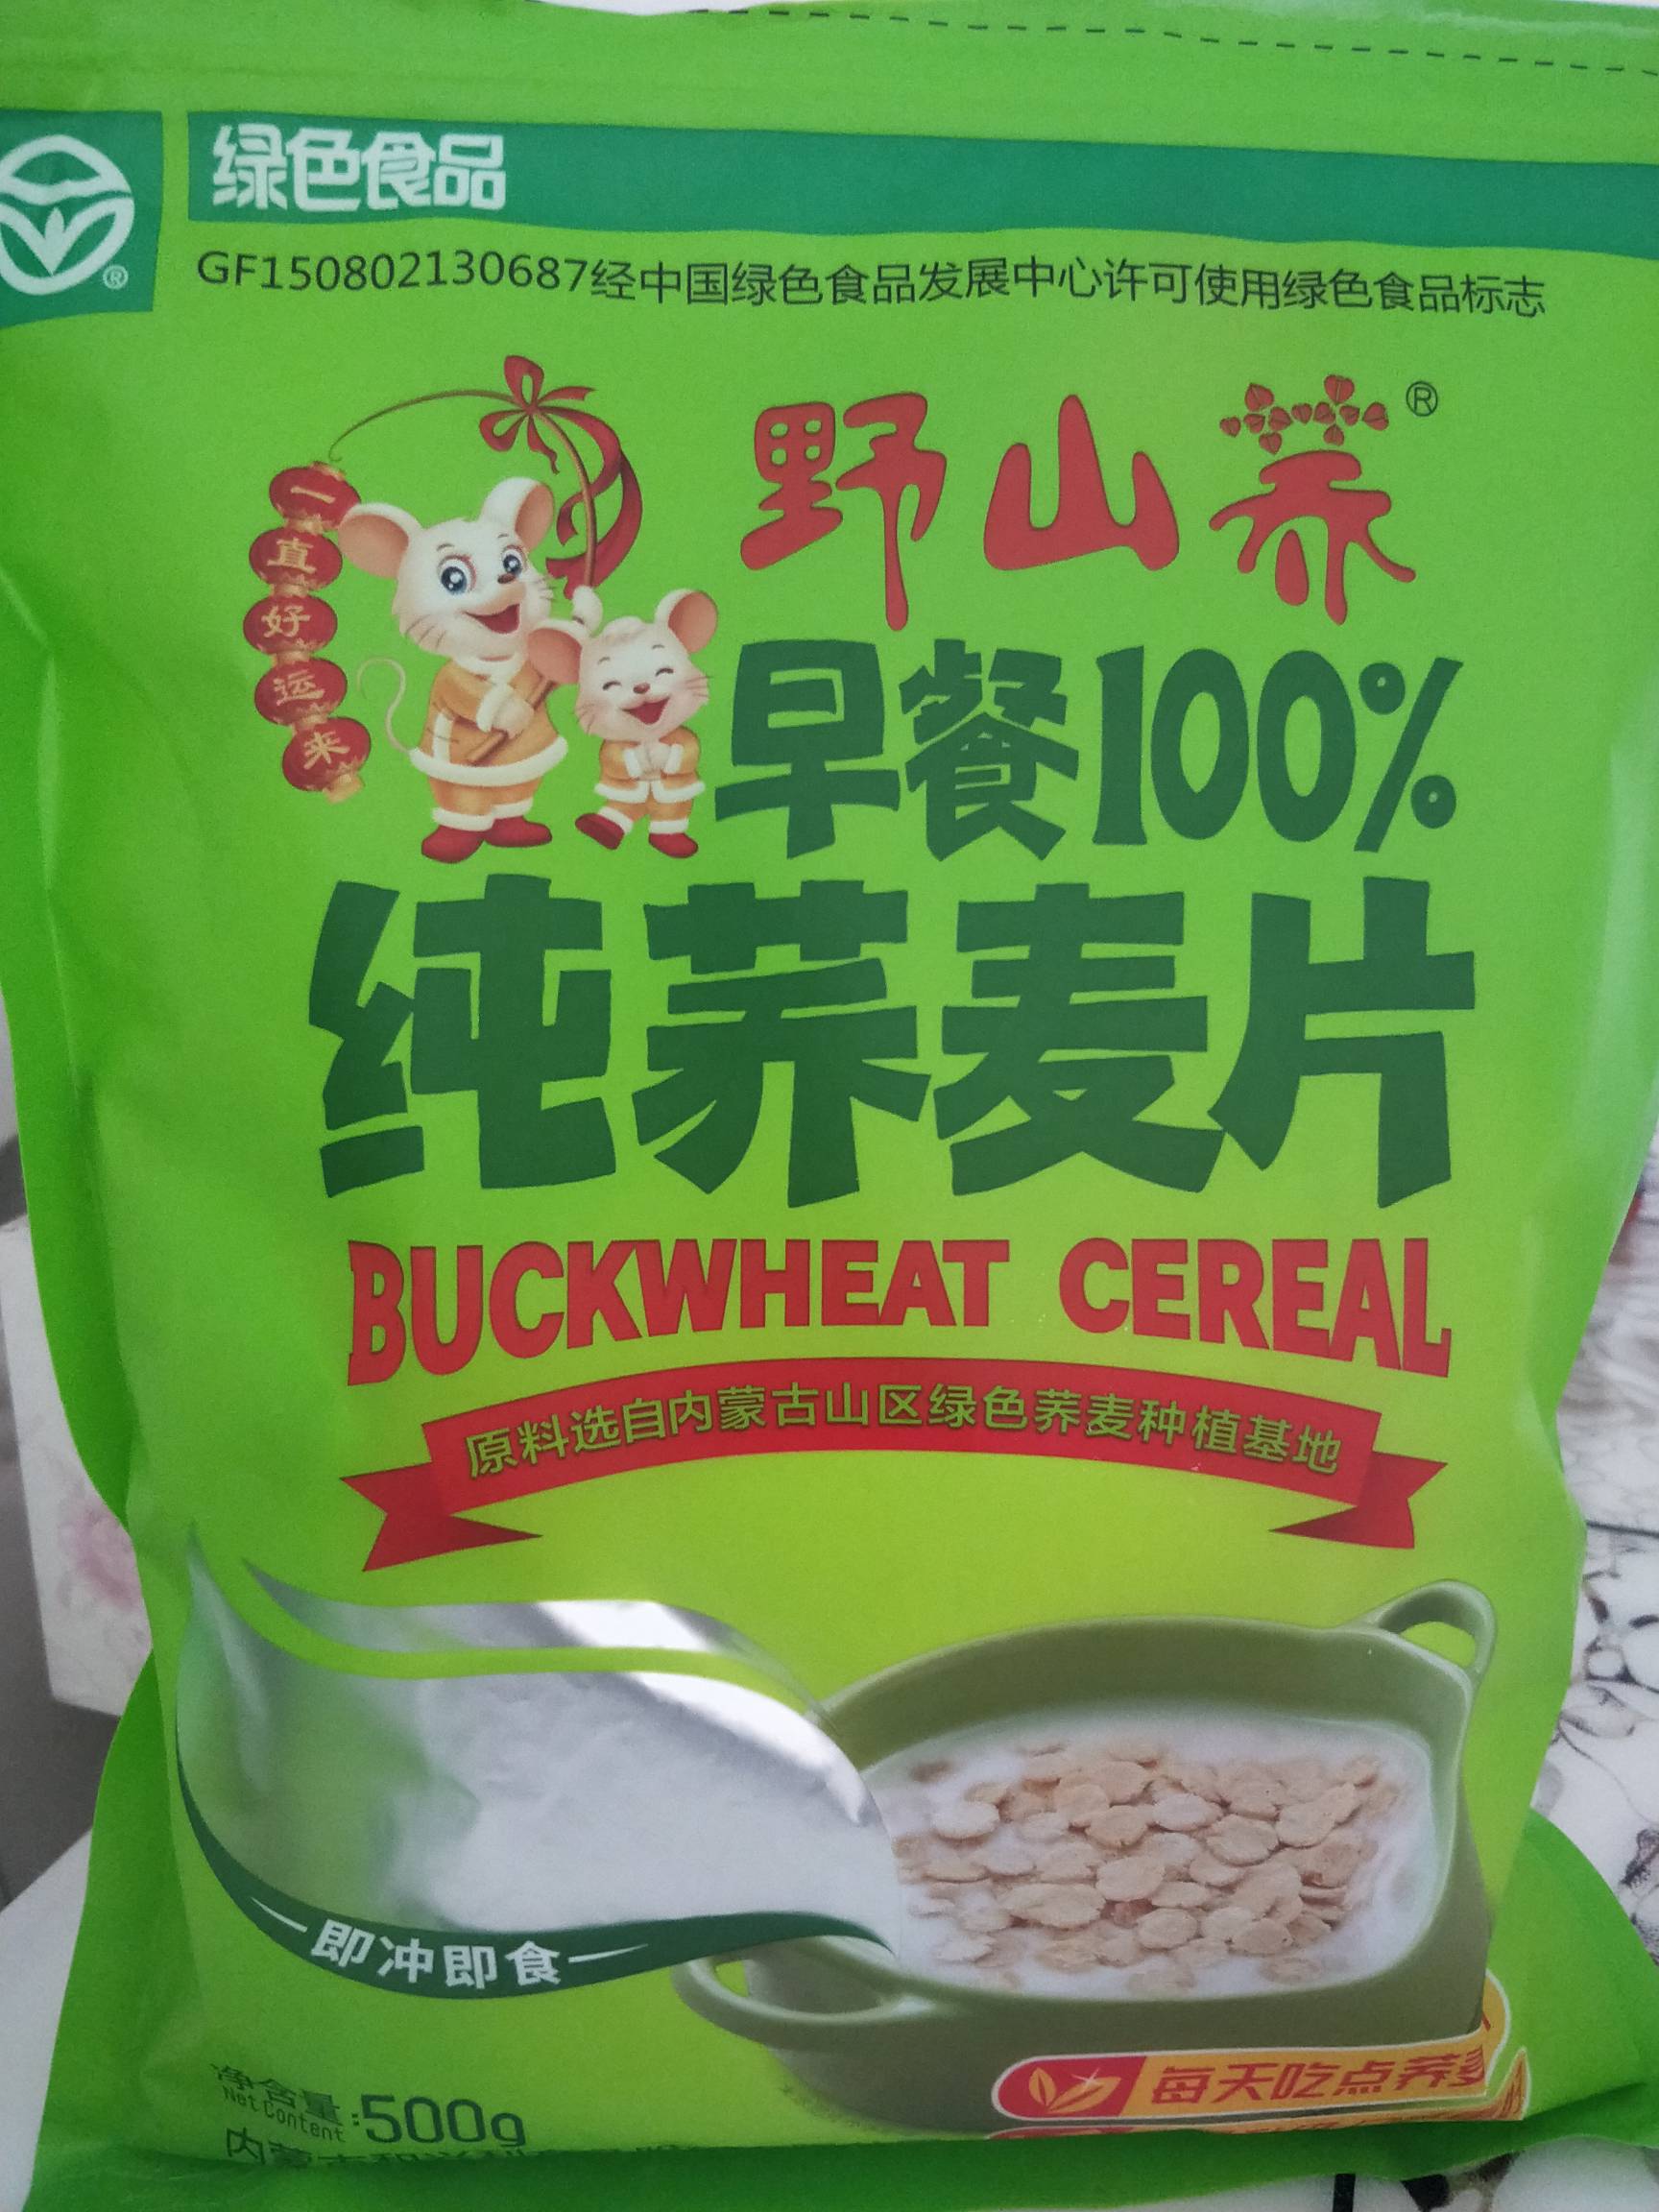 绿色食品
®
GF150802130687经中国绿色食品发展中心许可使用绿色食品标志
一直好运来
野山荞®
早餐100%
纯荞麦片
BUCKWHEAT CEREAL
原料选自内蒙古山区绿色荞麦种植基地
即冲即食
每天吃点荞
净含量:500g
Net Content
内蒙古